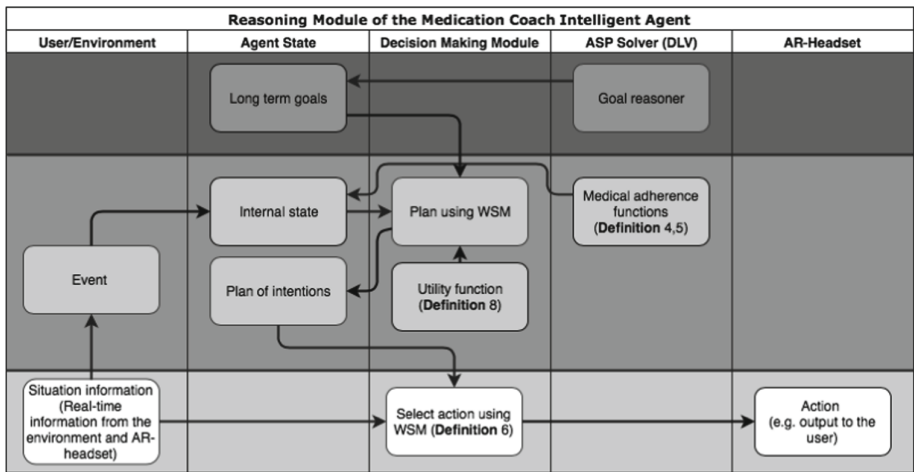 Reasoning Module of the Medication Coach Intelligent Agent
User/Environment
Agent State
Decision Making Module
ASP Solver (DLV)
AR-Headset
Long term goals
Goal reasoner
Internal state
Plan using WSM
Medical adherence
functions
(Definition 4,5)
Event
Plan of intentions
Utility function
(Definition 8)
Situation information
(Real-time
information from the
environment and AR-
headset)
Select action using
WSM (Definition 6)
Action
(e.g. output to the
user)